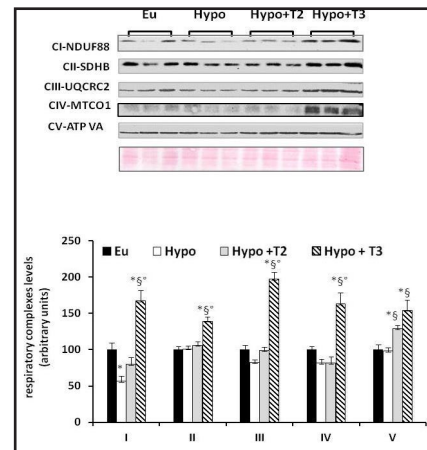 Eu Hypo Hypo+T2 Hypo+T3
CI-NDUF88
CII-SDHB
CIII-UQCRC2
CIV-MTCO1
CV-ATP VA
respiratory complexes levels
(arbitrary units)
250
200
150
100
50
0
Eu Hypo Hypo +T2 Hypo + T3
*
*§°
*§°
*§°
*§°
*§
*§
I II III IV V